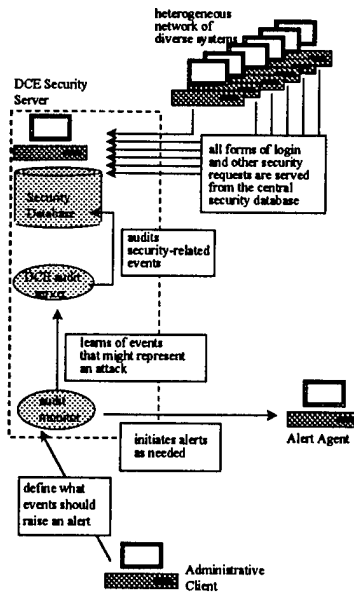 heterogeneous
network of
diverse systems
DCE Security
Server
all forms of login
and other security
requests are served
from the central
security database
Security
Database
audits
security-related
events
DCE audit
server
learns of events
that might represent
an attack
audit
monitor
initiates alerts
as needed
Alert Agent
define what
events should
raise an alert
Administrative
Client